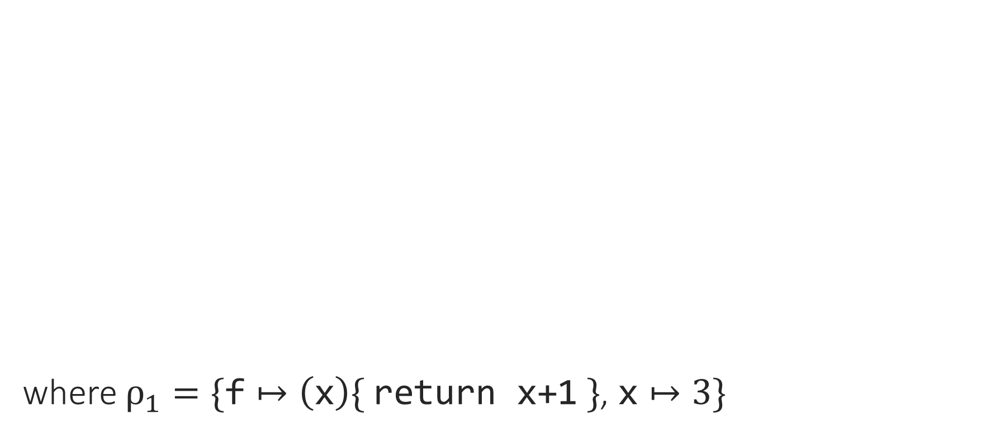 where ρ₁ = {f ↦ (x){ return x+1 }, x ↦ 3}